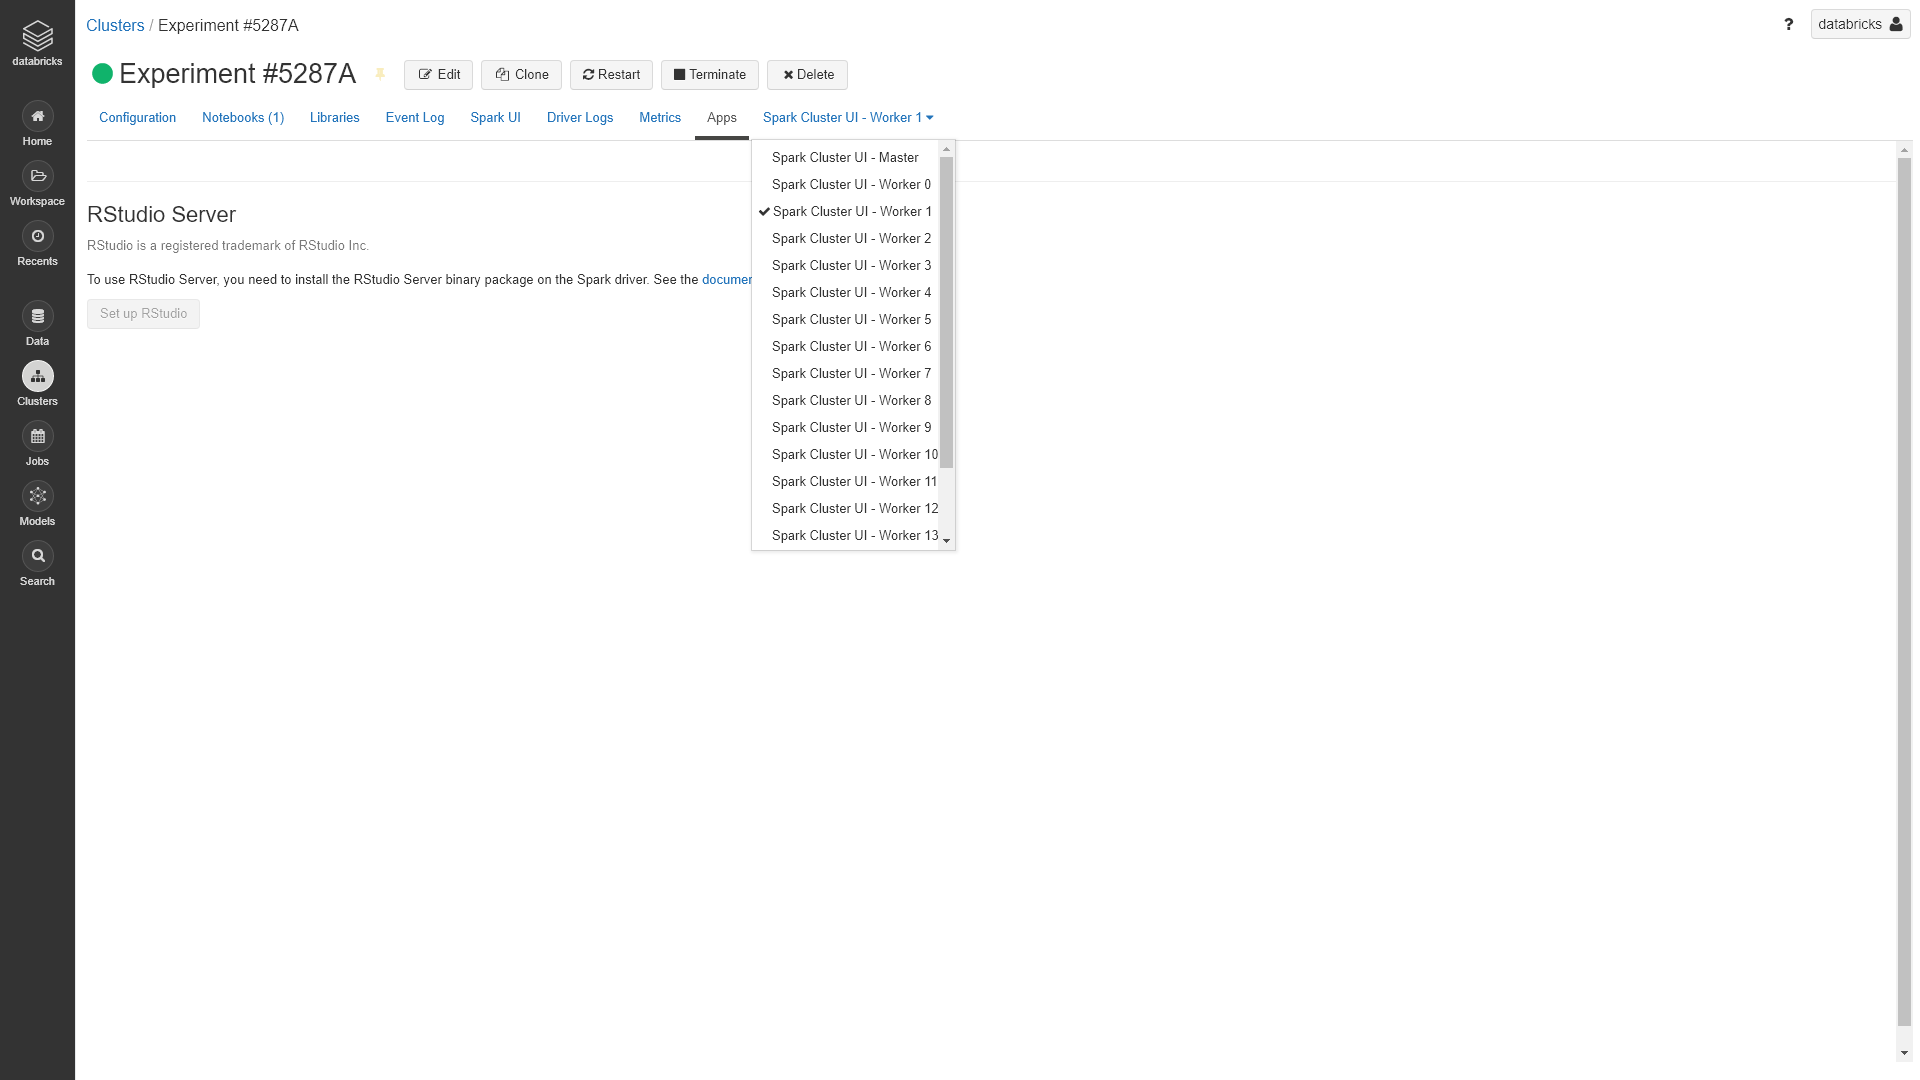 databricks
Home
Workspace
Recents
Data
Clusters
Jobs
Models
Search
Clusters / Experiment #5287A
? databricks
Experiment #5287A
Edit Clone Restart Terminate Delete
Configuration Notebooks (1) Libraries Event Log Spark UI Driver Logs Metrics Apps Spark Cluster UI - Worker 1
Spark Cluster UI - Master
Spark Cluster UI - Worker 0
Spark Cluster UI - Worker 1
Spark Cluster UI - Worker 2
Spark Cluster UI - Worker 3
Spark Cluster UI - Worker 4
Spark Cluster UI - Worker 5
Spark Cluster UI - Worker 6
Spark Cluster UI - Worker 7
Spark Cluster UI - Worker 8
Spark Cluster UI - Worker 9
Spark Cluster UI - Worker 10
Spark Cluster UI - Worker 11
Spark Cluster UI - Worker 12
Spark Cluster UI - Worker 13
RStudio Server
RStudio is a registered trademark of RStudio Inc.
To use RStudio Server, you need to install the RStudio Server binary package on the Spark driver. See the
Set up RStudio